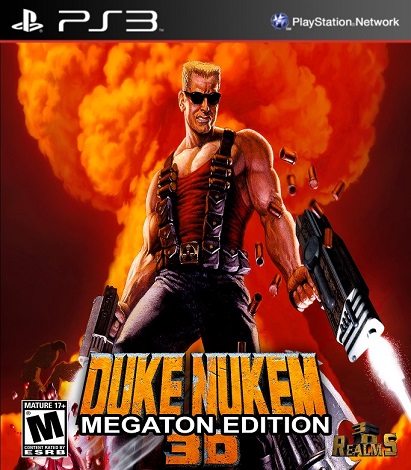 PS3
PlayStation®Network
DUKE NUKEM
MEGATON EDITION
3D
MATURE 17+
M
CONTENT RATED BY
ESRB
3D
REALMS